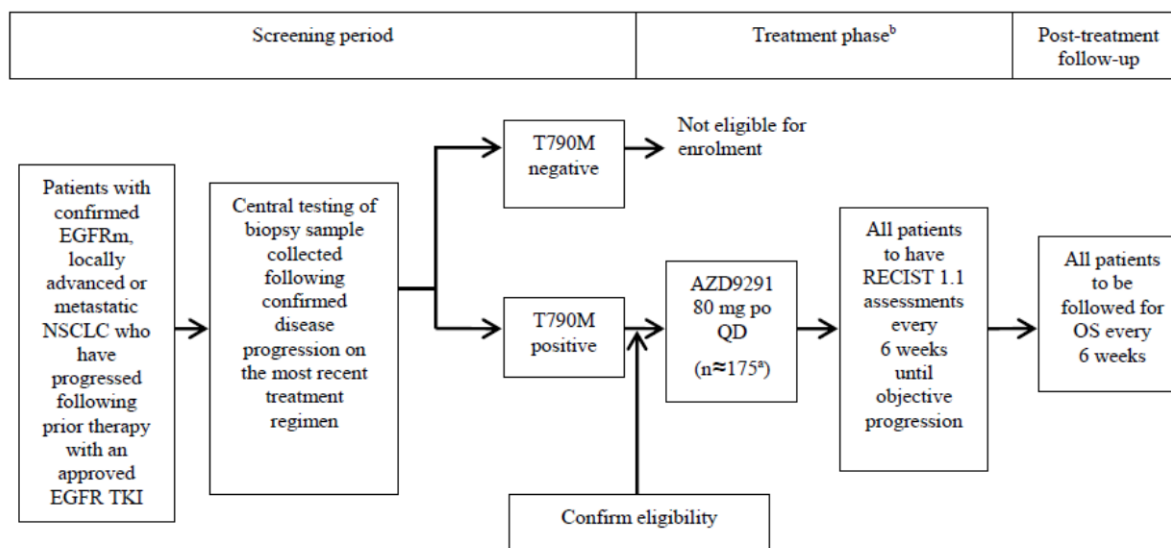 Screening period
Treatment phaseᵇ
Post-treatment
follow-up
Patients with
confirmed
EGFRm,
locally
advanced or
metastatic
NSCLC who
have
progressed
following
prior therapy
with an
approved
EGFR TKI
Central testing of
biopsy sample
collected
following
confirmed
disease
progression on
the most recent
treatment
regimen
T790M
negative
Not eligible for
enrolment
T790M
positive
Confirm eligibility
AZD9291
80 mg po
QD
(n≈175ᵃ)
All patients
to have
RECIST 1.1
assessments
every
6 weeks
until
objective
progression
All patients
to be
followed for
OS every
6 weeks